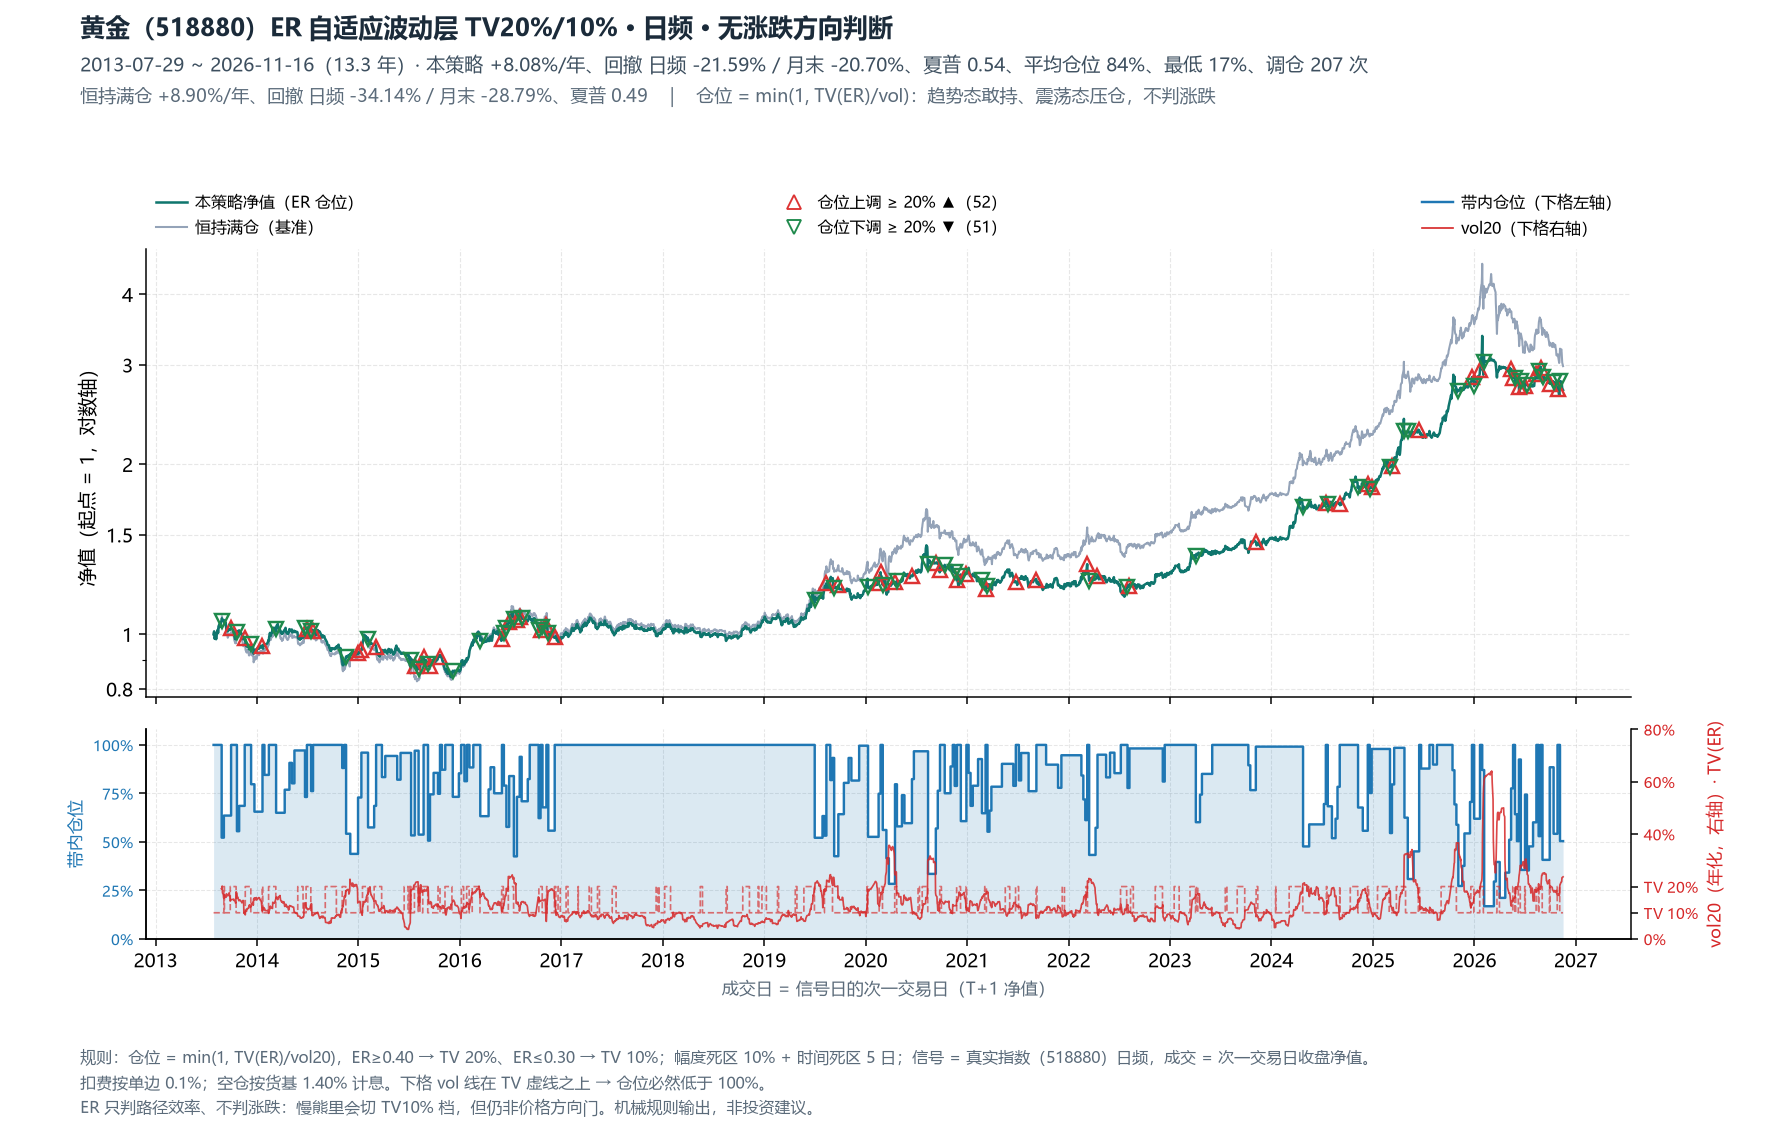 黄金（518880）ER 自适应波动层 TV20%/10% • 日频 • 无涨跌方向判断
2013-07-29 ~ 2026-11-16（13.3 年）· 本策略 +8.08%/年、回撤 日频 -21.59% / 月末 -20.70%、夏普 0.54、平均仓位 84%、最低 17%、调仓 207 次
恒持满仓 +8.90%/年、回撤 日频 -34.14% / 月末 -28.79%、夏普 0.49 | 仓位 = min(1, TV(ER)/vol)：趋势态敢持、震荡态压仓，不判涨跌
本策略净值（ER 仓位）
恒持满仓（基准）
仓位上调 ≥ 20% ▲（52）
仓位下调 ≥ 20% ▼（51）
带内仓位（下格左轴）
vol20（下格右轴）
净值（起点 = 1，对数轴）
4
3
2
1.5
1
0.8
带内仓位
100%
75%
50%
25%
0%
80%
60%
40%
TV 20%
TV 10%
0%
vol20（年化，右轴）· TV(ER)
2013 2014 2015 2016 2017 2018 2019 2020 2021 2022 2023 2024 2025 2026 2027
成交日 = 信号日的次一交易日（T+1 净值）
规则：仓位 = min(1, TV(ER)/vol20)，ER≥0.40 → TV 20%、ER≤0.30 → TV 10%；幅度死区 10% + 时间死区 5 日；信号 = 真实指数（518880）日频，成交 = 次一交易日收盘净值。
扣费按单边 0.1%；空仓按货基 1.40% 计息。下格 vol 线在 TV 虚线之上 → 仓位必然低于 100%。
ER 只判路径效率、不判涨跌：慢熊里会切 TV10% 档，但仍非价格方向门。机械规则输出，非投资建议。